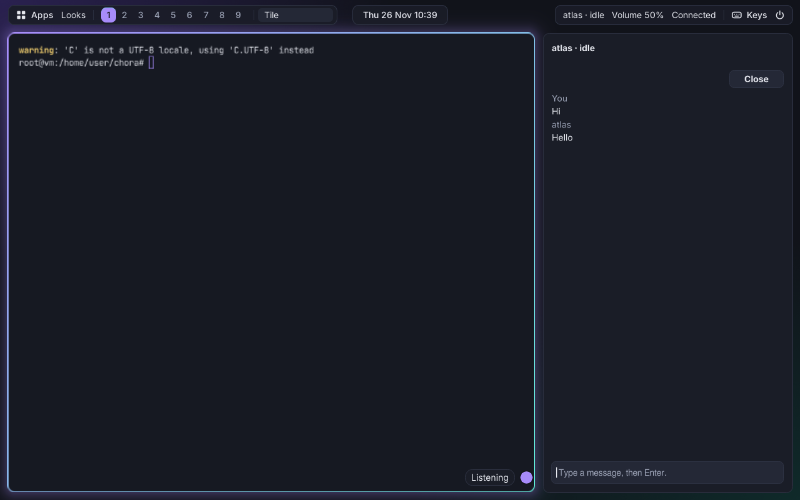 Apps Looks 1 2 3 4 5 6 7 8 9 Tile
Thu 26 Nov 10:39
atlas · idle Volume 50% Connected Keys
warning: 'C' is not a UTF-8 locale, using 'C.UTF-8' instead
root@vm:/home/user/chora#
Listening
atlas · idle
Close
You
Hi
atlas
Hello
Type a message, then Enter.